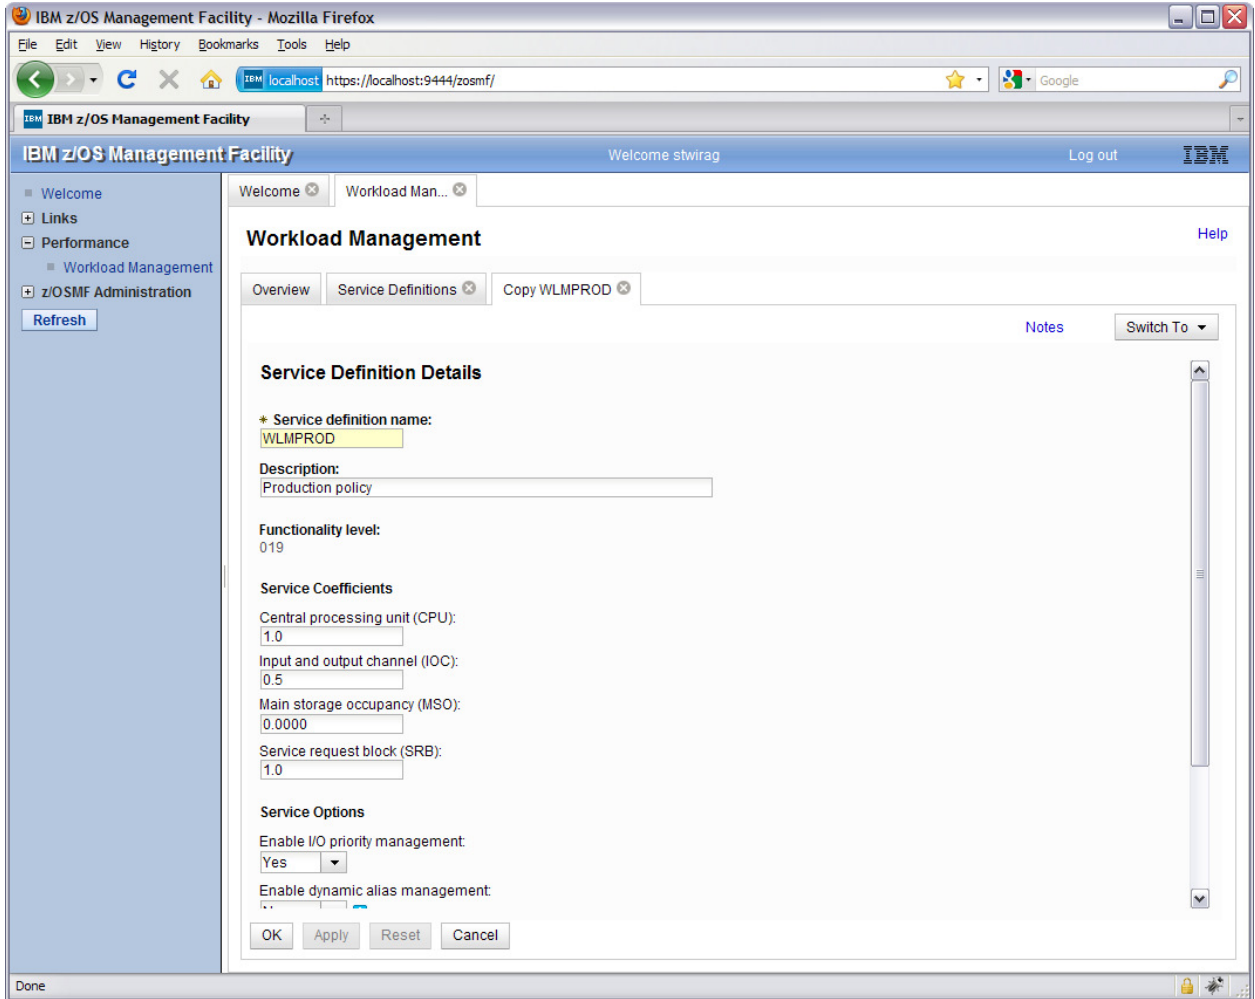 IBM z/OS Management Facility - Mozilla Firefox
File Edit View History Bookmarks Tools Help
IBM localhost https://localhost:9444/zosmf/ Google
IBM IBM z/OS Management Facility
IBM z/OS Management Facility Welcome stwirag Log out IBM
Welcome
Links
Performance
Workload Management
z/OSMF Administration
Refresh
Welcome Workload Man...
Workload Management Help
Overview Service Definitions Copy WLMPROD
Notes Switch To
Service Definition Details
* Service definition name:
WLMPROD
Description:
Production policy
Functionality level:
019
Service Coefficients
Central processing unit (CPU):
1.0
Input and output channel (IOC):
0.5
Main storage occupancy (MSO):
0.0000
Service request block (SRB):
1.0
Service Options
Enable I/O priority management:
Yes
Enable dynamic alias management:
OK Apply Reset Cancel
Done